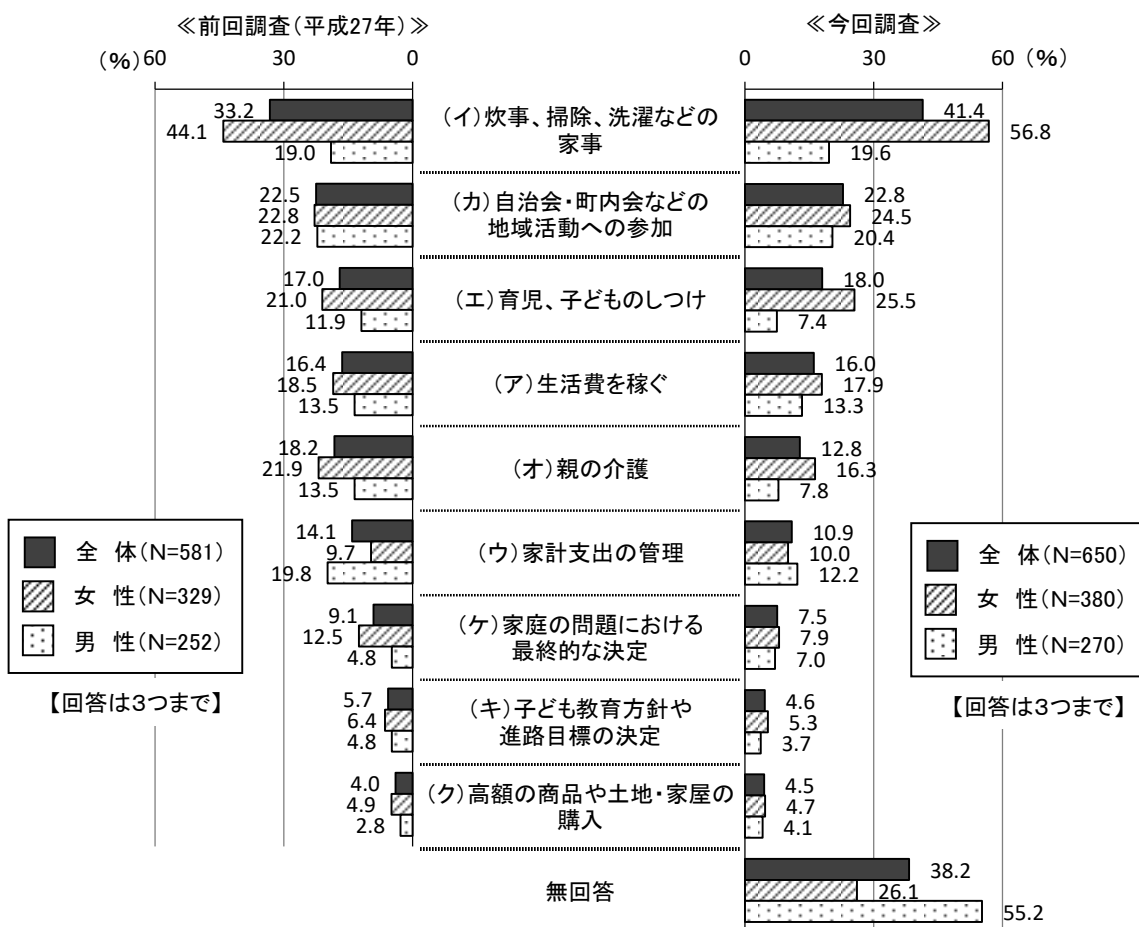 ≪前回調査(平成27年)≫
≪今回調査≫
(%)
60
30
0
0
30
60
(%)
(イ)炊事、掃除、洗濯などの
家事
33.2
44.1
19.0
41.4
56.8
19.6
(カ)自治会・町内会などの
地域活動への参加
22.5
22.8
22.2
22.8
24.5
20.4
(エ)育児、子どものしつけ
17.0
21.0
11.9
18.0
25.5
7.4
(ア)生活費を稼ぐ
16.4
18.5
13.5
16.0
17.9
13.3
(オ)親の介護
18.2
21.9
13.5
12.8
16.3
7.8
(ウ)家計支出の管理
14.1
9.7
19.8
10.9
10.0
12.2
(ケ)家庭の問題における
最終的な決定
9.1
12.5
4.8
7.5
7.9
7.0
(キ)子ども教育方針や
進路目標の決定
5.7
6.4
4.8
4.6
5.3
3.7
(ク)高額の商品や土地・家屋の
購入
4.0
4.9
2.8
4.5
4.7
4.1
無回答
38.2
26.1
55.2
全 体(N=581)
女 性(N=329)
男 性(N=252)
【回答は3つまで】
全 体(N=650)
女 性(N=380)
男 性(N=270)
【回答は3つまで】